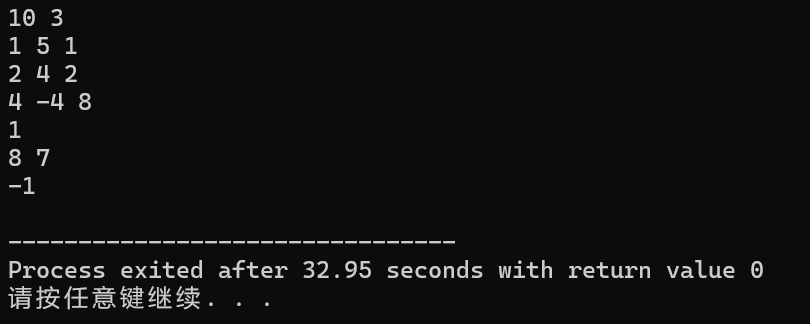 10 3
1 5 1
2 4 2
4 -4 8
1
8 7
-1
--------------------------------
Process exited after 32.95 seconds with return value 0
请按任意键继续. . .